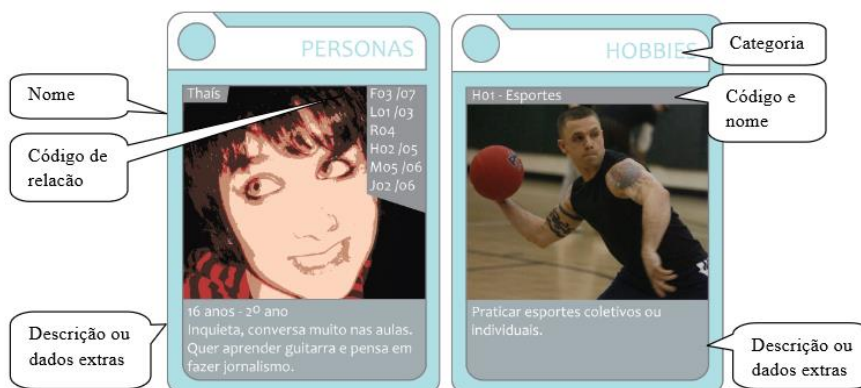 PERSONAS
HOBBIES
Categoria
Nome
Thaís
F03 /07
L01 /03
R04
H02 /05
M05 /06
J02 /06
H01 - Esportes
Código e
nome
Código de
relacão
16 anos - 2º ano
Inquieta, conversa muito nas aulas.
Quer aprender guitarra e pensa em
fazer jornalismo.
Praticar esportes coletivos ou
individuais.
Descrição ou
dados extras
Descrição ou
dados extras